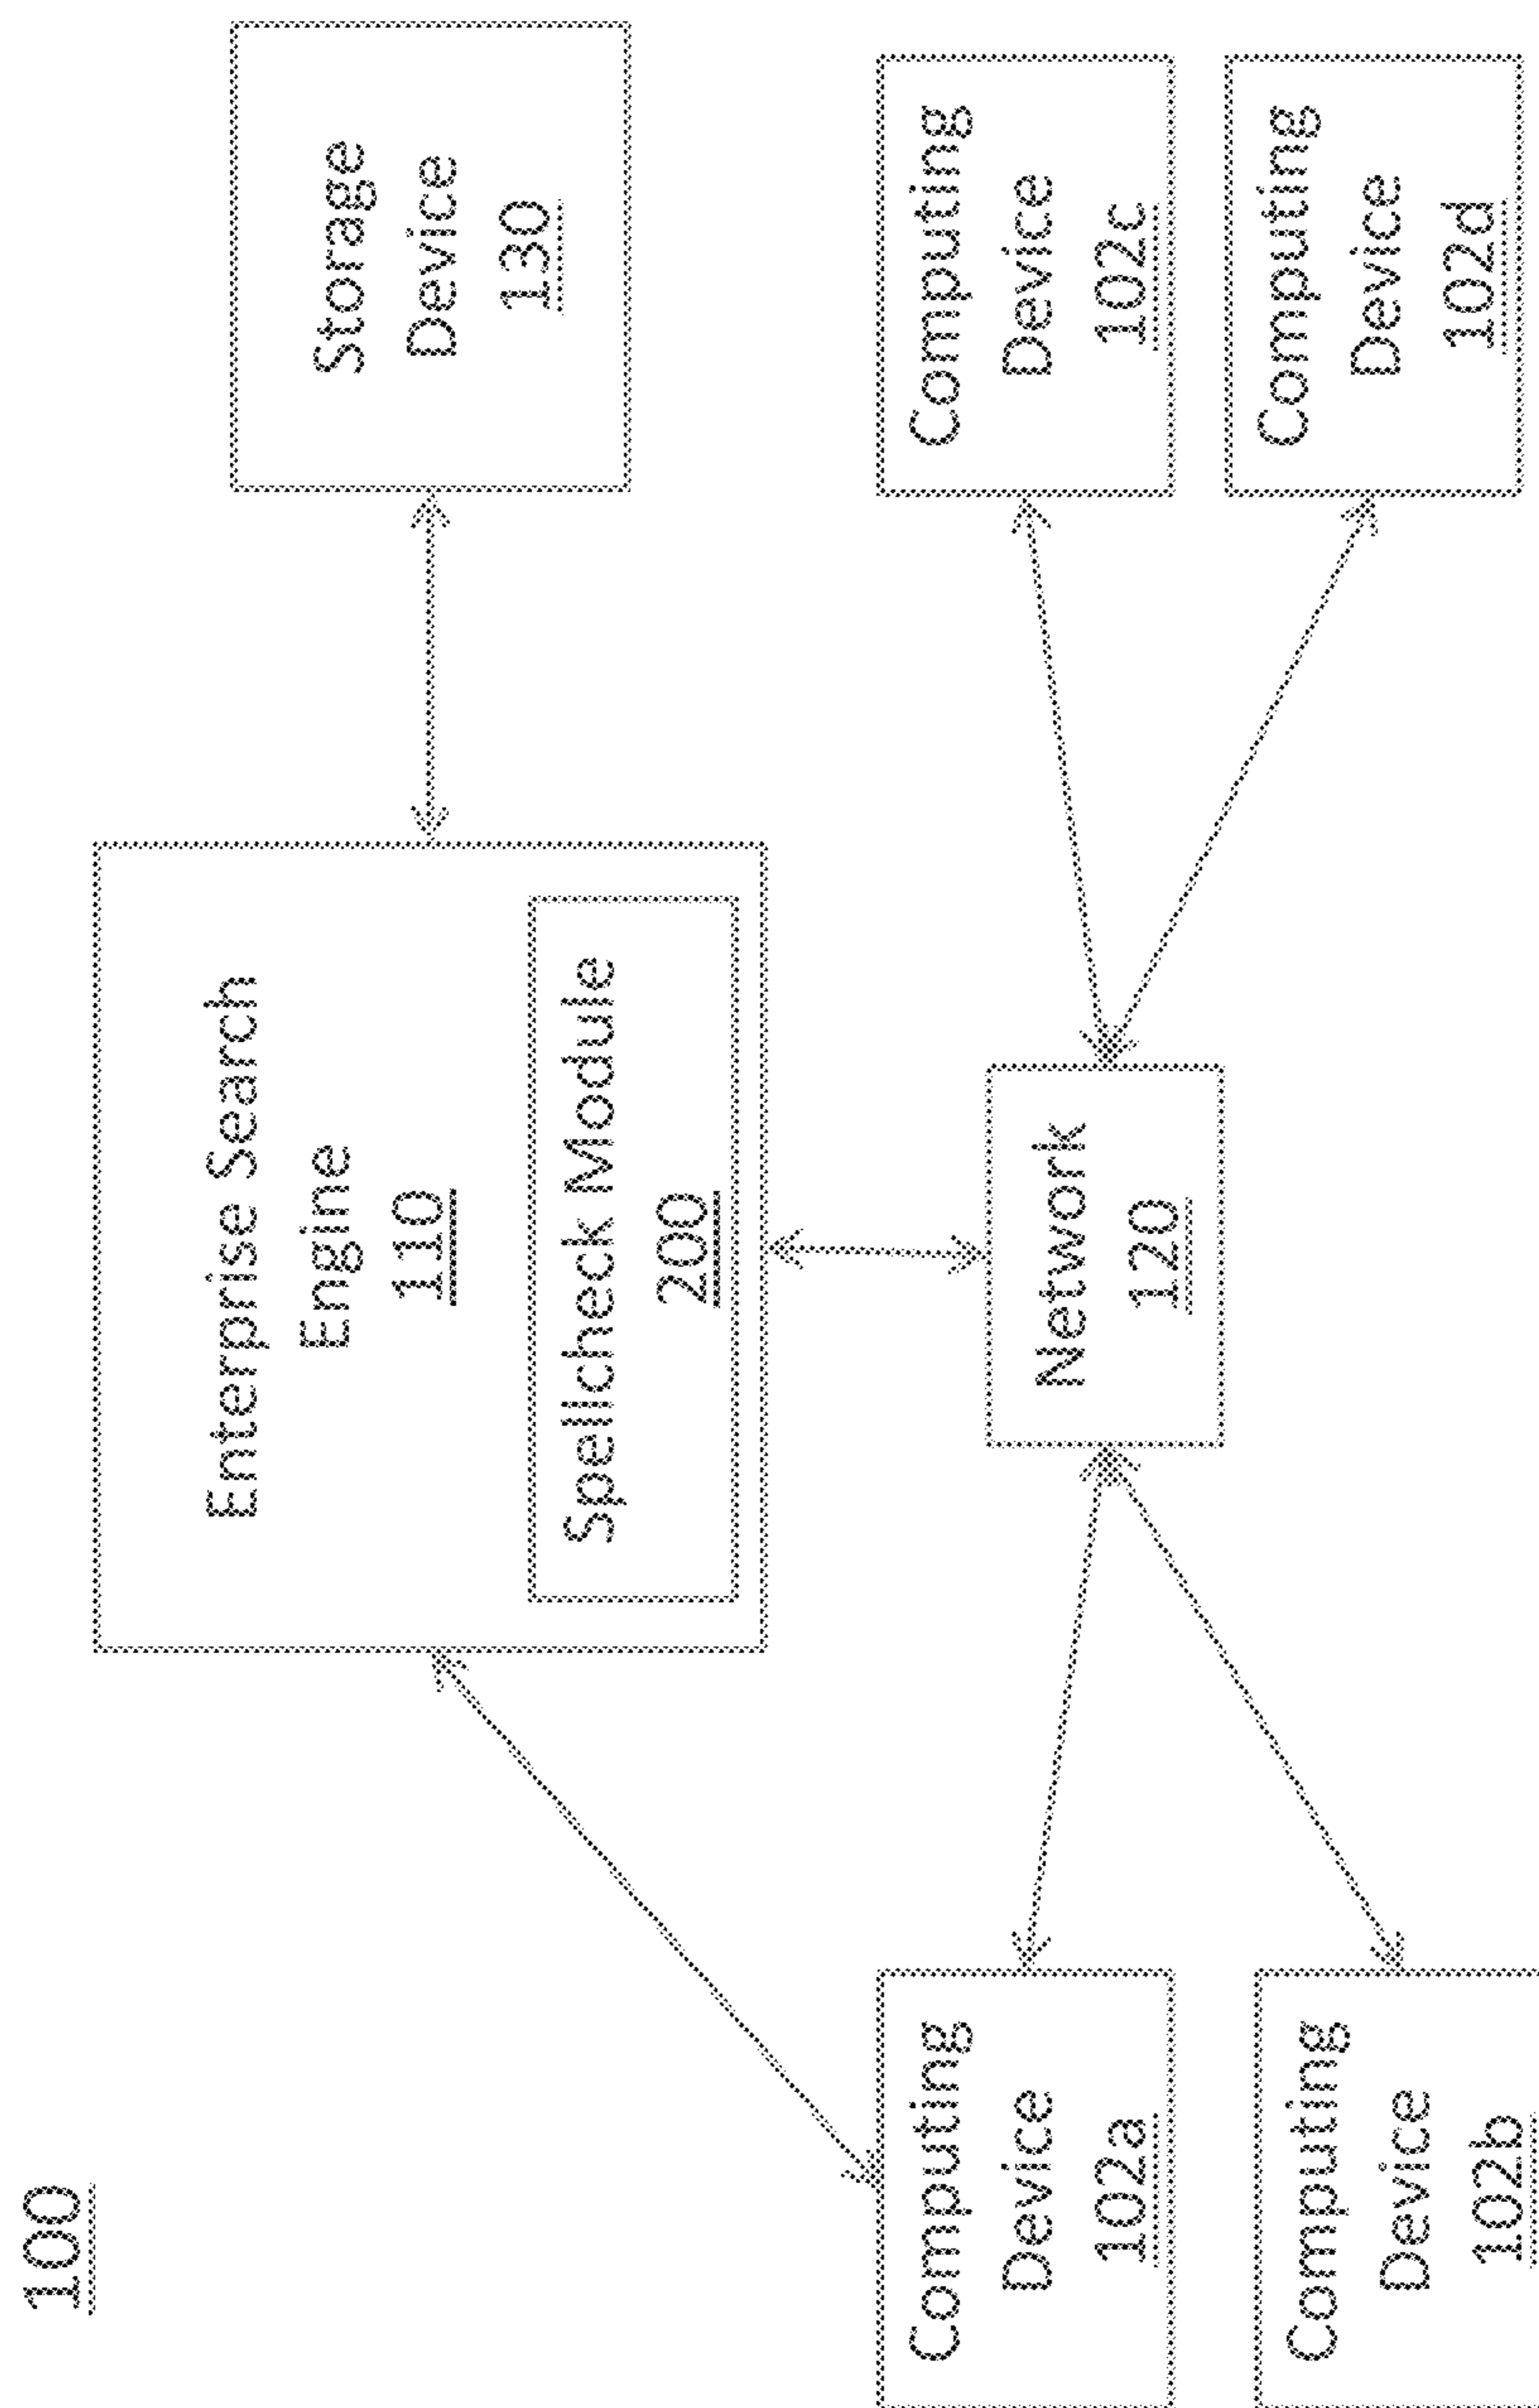 100
Enterprise Search
Engine
110
Spellcheck Module
200
Storage
Device
130
Computing
Device
102a
Computing
Device
102b
Network
120
Computing
Device
102c
Computing
Device
102d